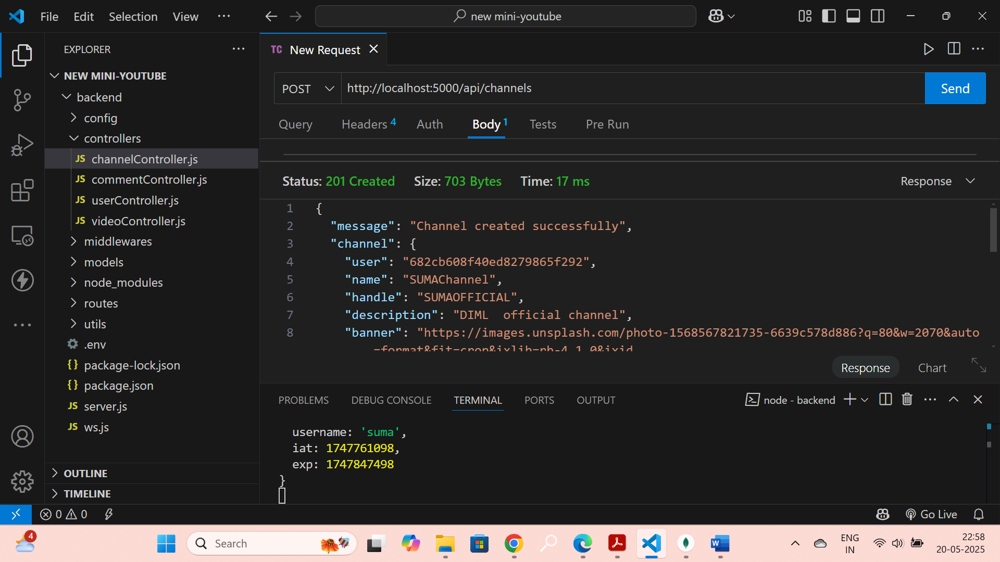 File Edit Selection View ···
new mini-youtube
EXPLORER
NEW MINI-YOUTUBE
backend
config
controllers
JS channelController.js
JS commentController.js
JS userController.js
JS videoController.js
middlewares
models
node_modules
routes
utils
.env
{} package-lock.json
{} package.json
JS server.js
JS ws.js
OUTLINE
TIMELINE
TC New Request
POST http://localhost:5000/api/channels Send
Query Headers 4 Auth Body 1 Tests Pre Run
Status: 201 Created Size: 703 Bytes Time: 17 ms Response
1 {
2 "message": "Channel created successfully",
3 "channel": {
4 "user": "682cb608f40ed8279865f292",
5 "name": "SUMAChannel",
6 "handle": "SUMAOFFICIAL",
7 "description": "DIML  official channel",
8 "banner": "https://images.unsplash.com/photo-1568567821735-6639c578d886?q=80&w=2070&auto
=format&fit=crop&ixlib=rb-4.1.0&ixid
Response Chart
PROBLEMS DEBUG CONSOLE TERMINAL PORTS OUTPUT
node - backend
username: 'suma',
iat: 1747761098,
exp: 1747847498
}
0 0
Go Live
4
Search
ENG
IN
22:58
20-05-2025